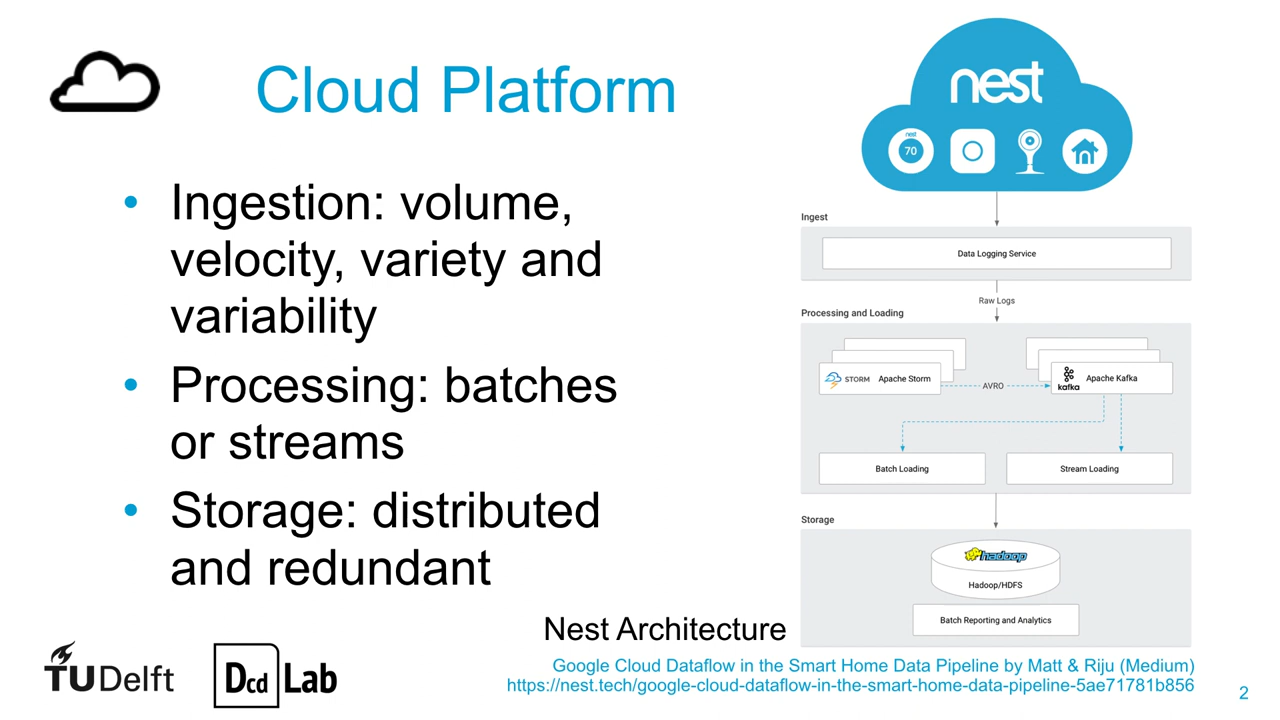 Cloud Platform
• Ingestion: volume,
velocity, variety and
variability
• Processing: batches
or streams
• Storage: distributed
and redundant
nest
nest
70
Ingest
Data Logging Service
Raw Logs
Processing and Loading
STORM Apache Storm
AVRO
kafka Apache Kafka
Batch Loading
Stream Loading
Storage
hadoop
Hadoop/HDFS
Batch Reporting and Analytics
Nest Architecture
Google Cloud Dataflow in the Smart Home Data Pipeline by Matt & Riju (Medium)
https://nest.tech/google-cloud-dataflow-in-the-smart-home-data-pipeline-5ae71781b856
TU Delft
Dcd Lab
2